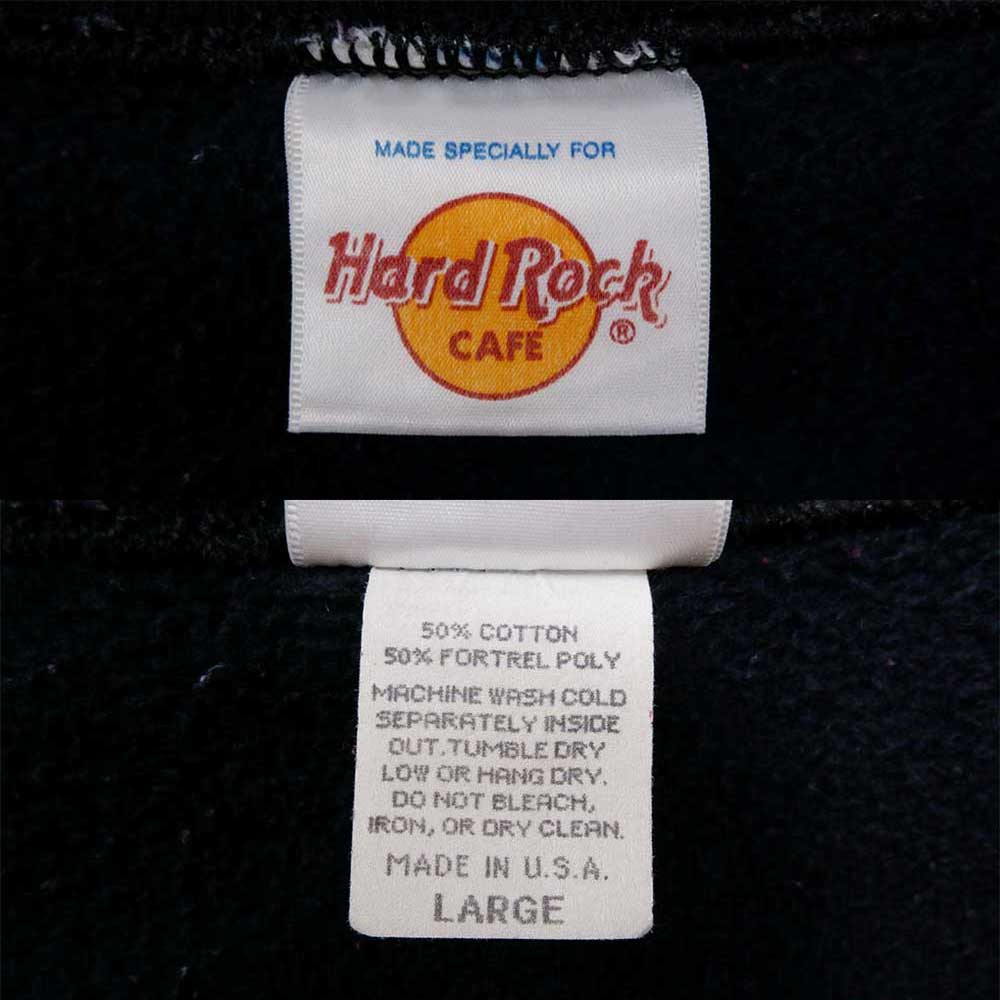 MADE SPECIALLY FOR
Hard Rock
CAFE
®
50% COTTON
50% FORTREL POLY
MACHINE WASH COLD
SEPARATELY INSIDE
OUT. TUMBLE DRY
LOW OR HANG DRY.
DO NOT BLEACH,
IRON, OR DRY CLEAN.
MADE IN U.S.A.
LARGE